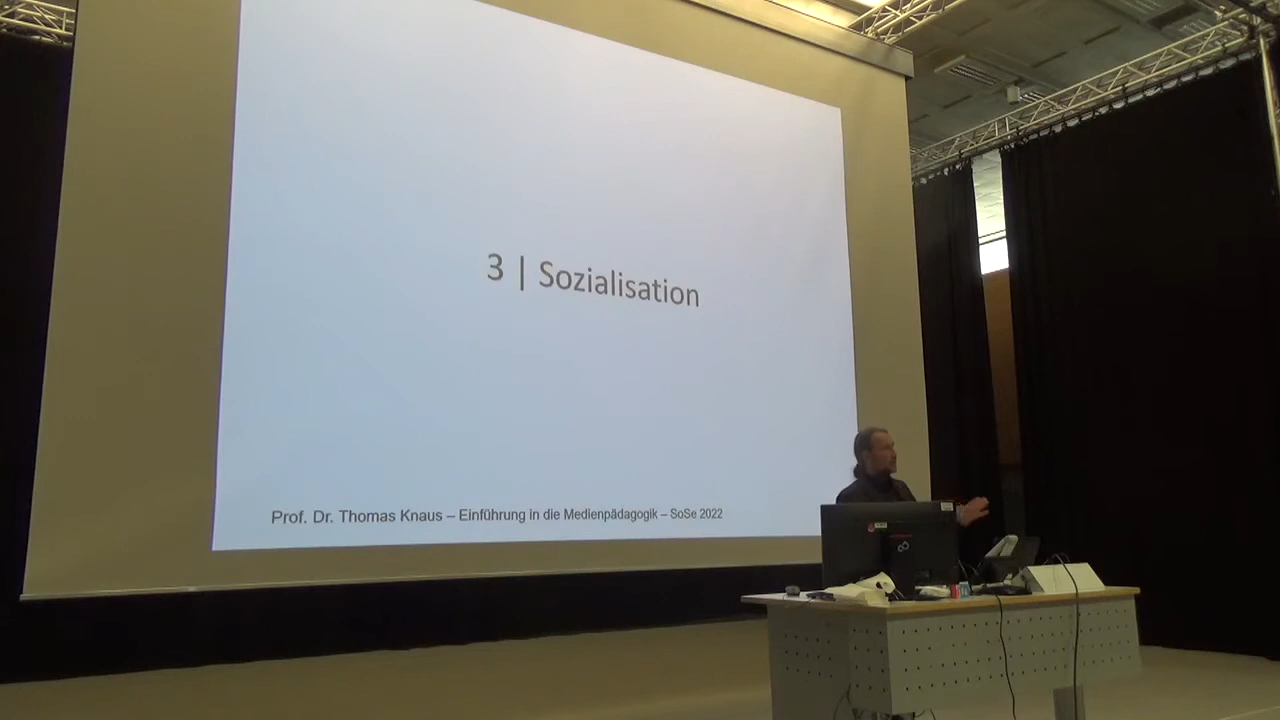 3 | Sozialisation
Prof. Dr. Thomas Knaus – Einführung in die Medienpädagogik – SoSe 2022